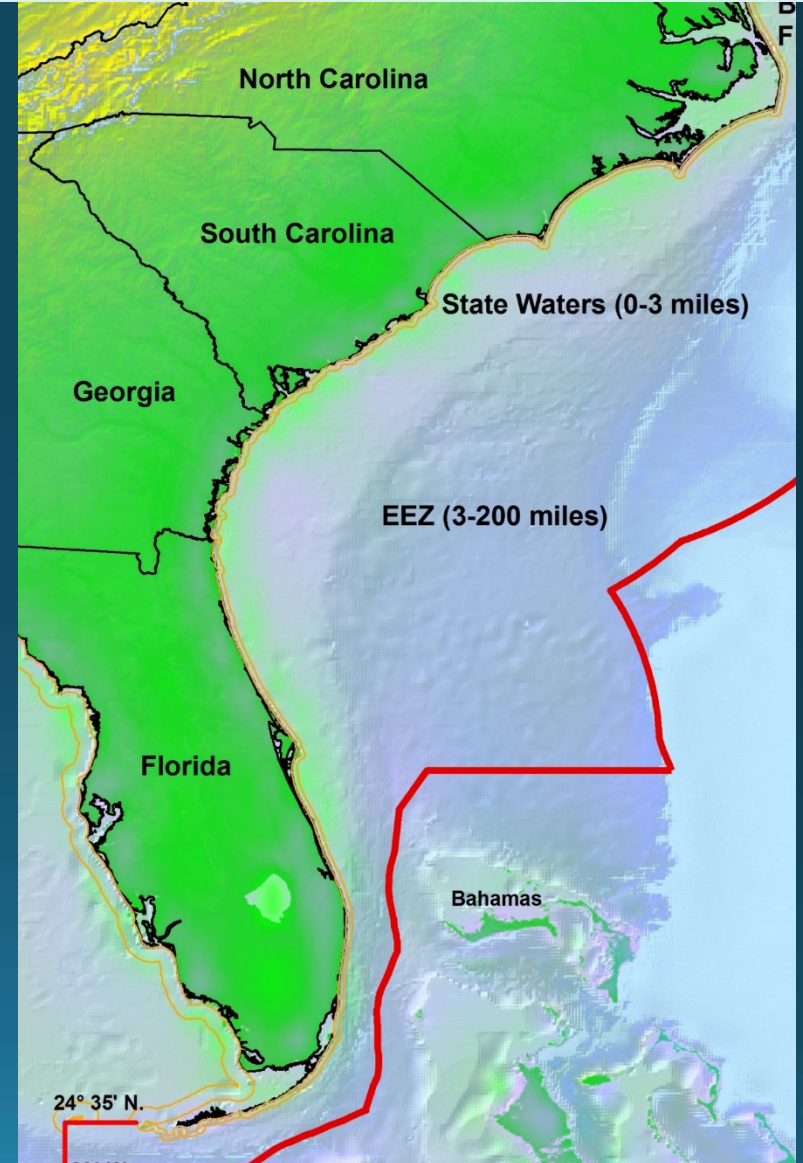 B
F
North Carolina
South Carolina
State Waters (0-3 miles)
Georgia
EEZ (3-200 miles)
Florida
Bahamas
24° 35' N.